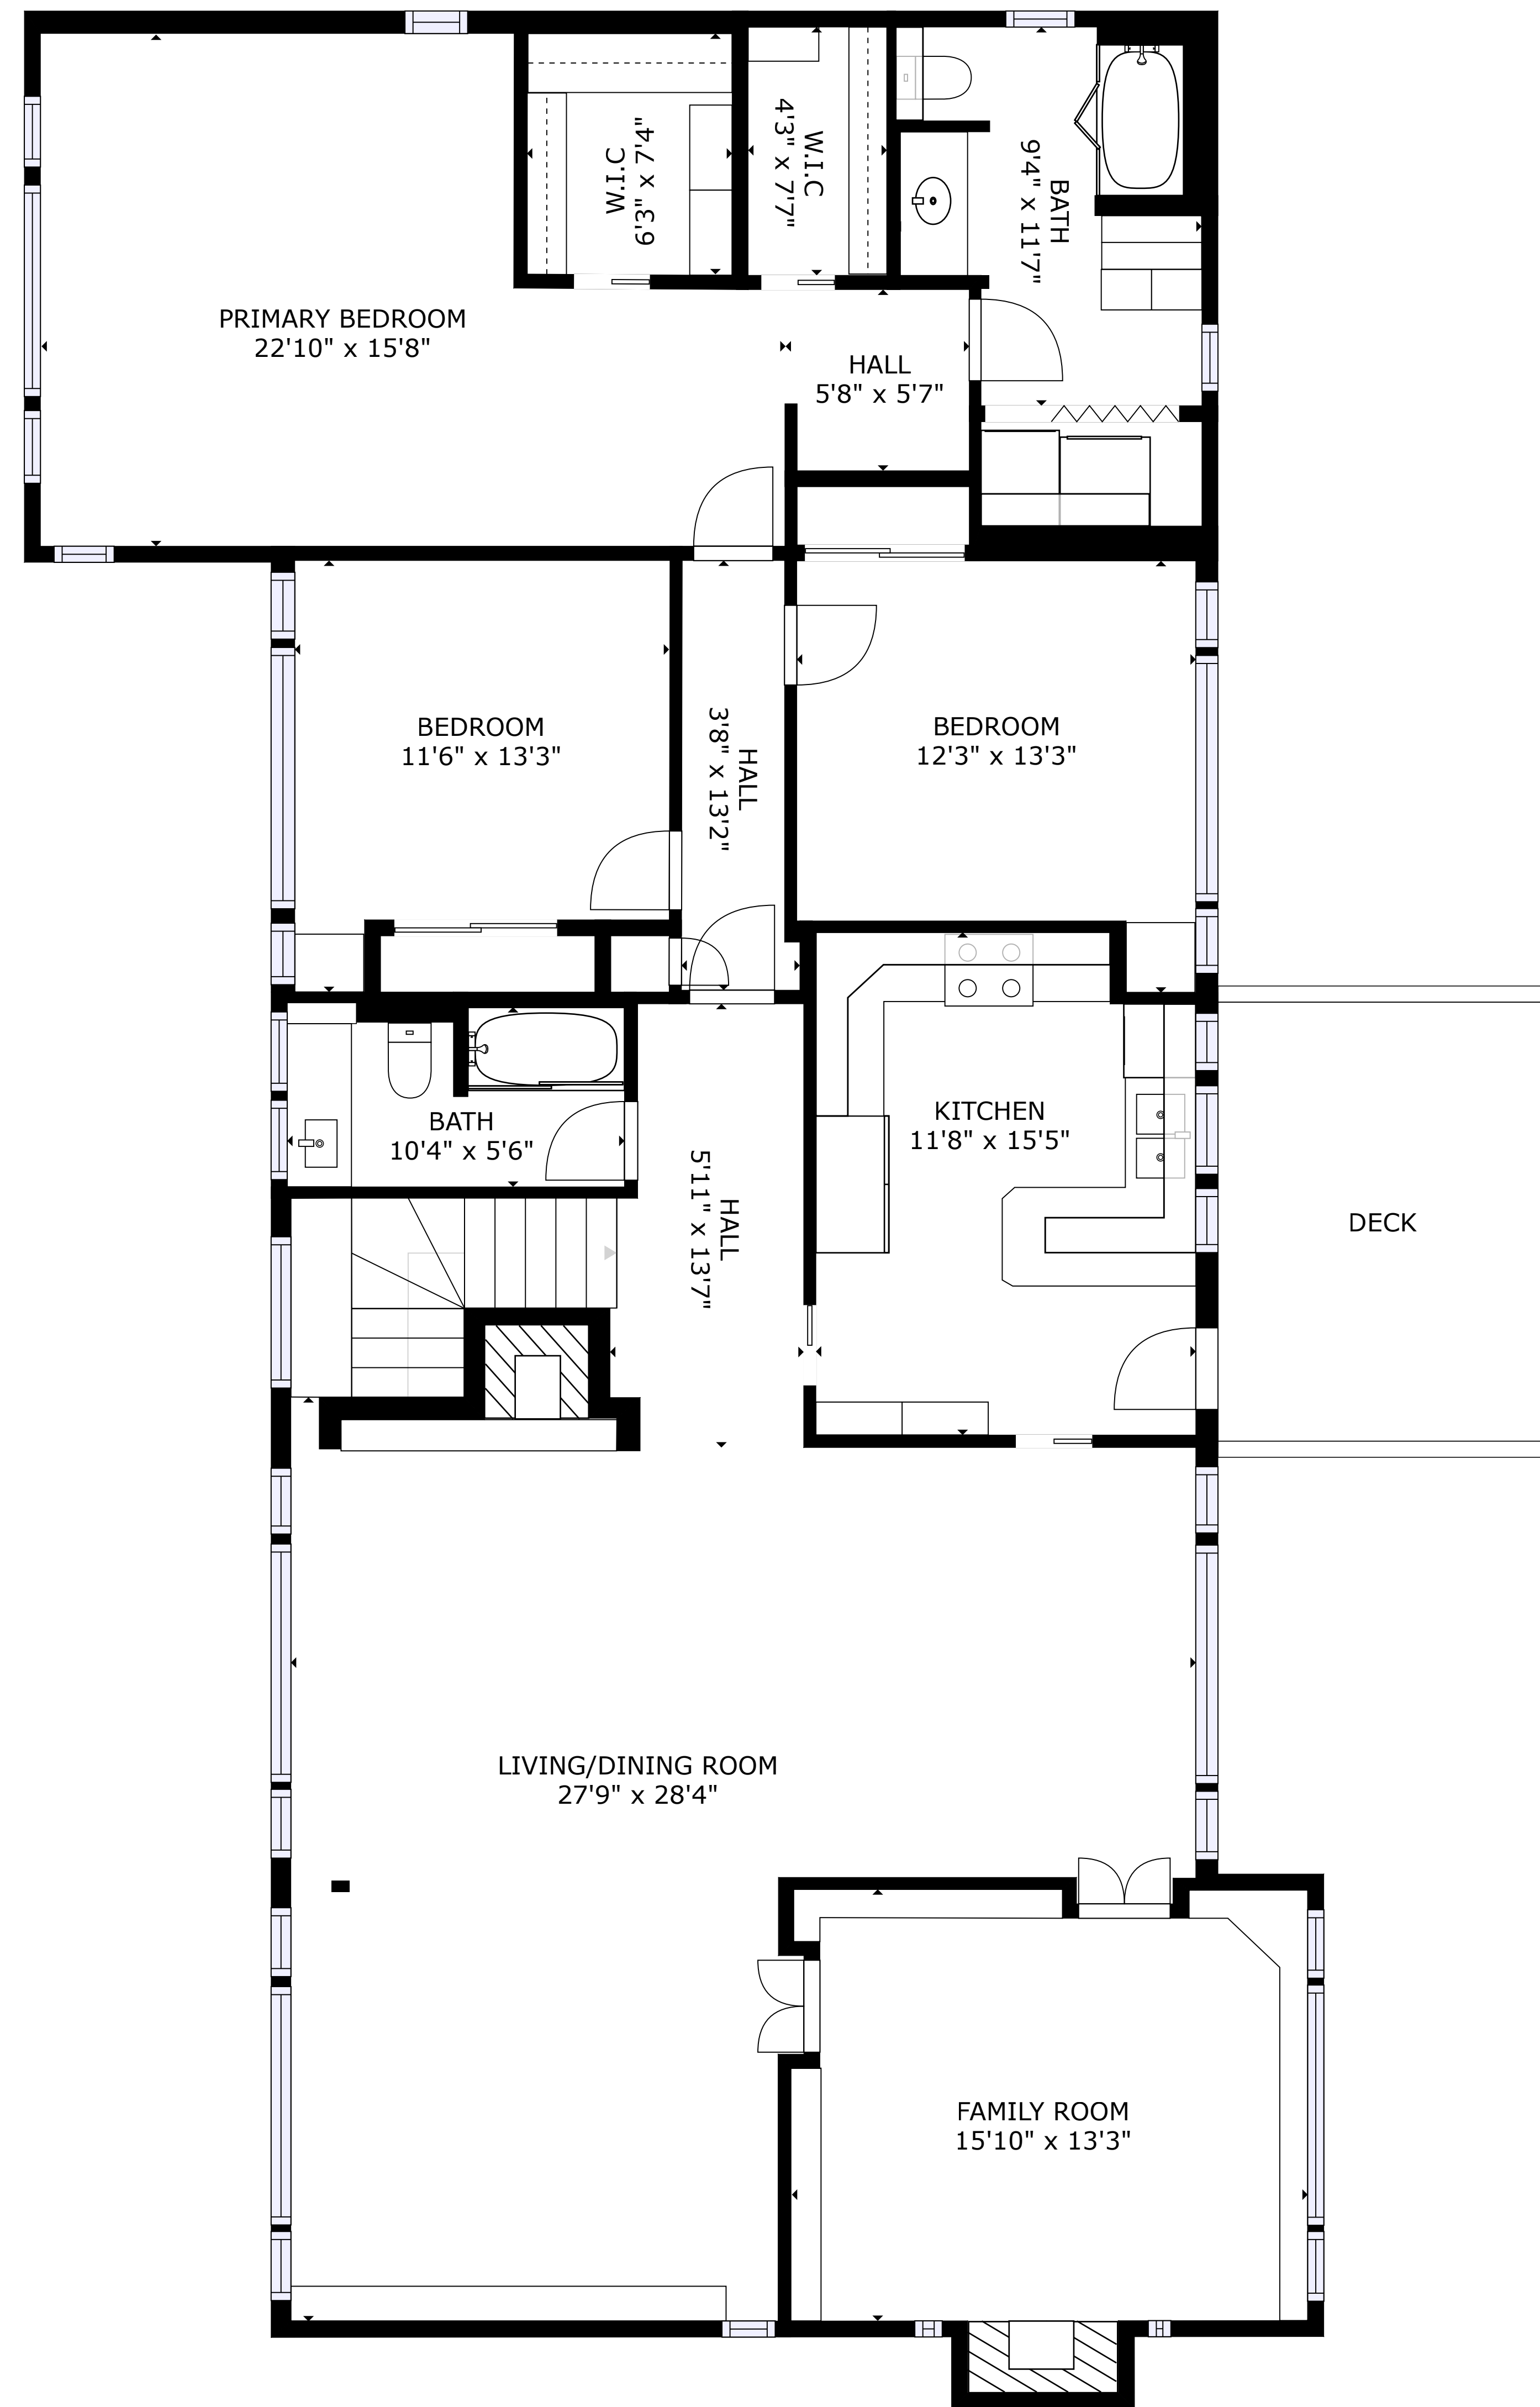 W.I.C
6'3" x 7'4"
W.I.C
4'3" x 7'7"
BATH
9'4" x 11'7"
PRIMARY BEDROOM
22'10" x 15'8"
HALL
5'8" x 5'7"
BEDROOM
11'6" x 13'3"
HALL
3'8" x 13'2"
BEDROOM
12'3" x 13'3"
BATH
10'4" x 5'6"
HALL
5'11" x 13'7"
KITCHEN
11'8" x 15'5"
DECK
LIVING/DINING ROOM
27'9" x 28'4"
FAMILY ROOM
15'10" x 13'3"